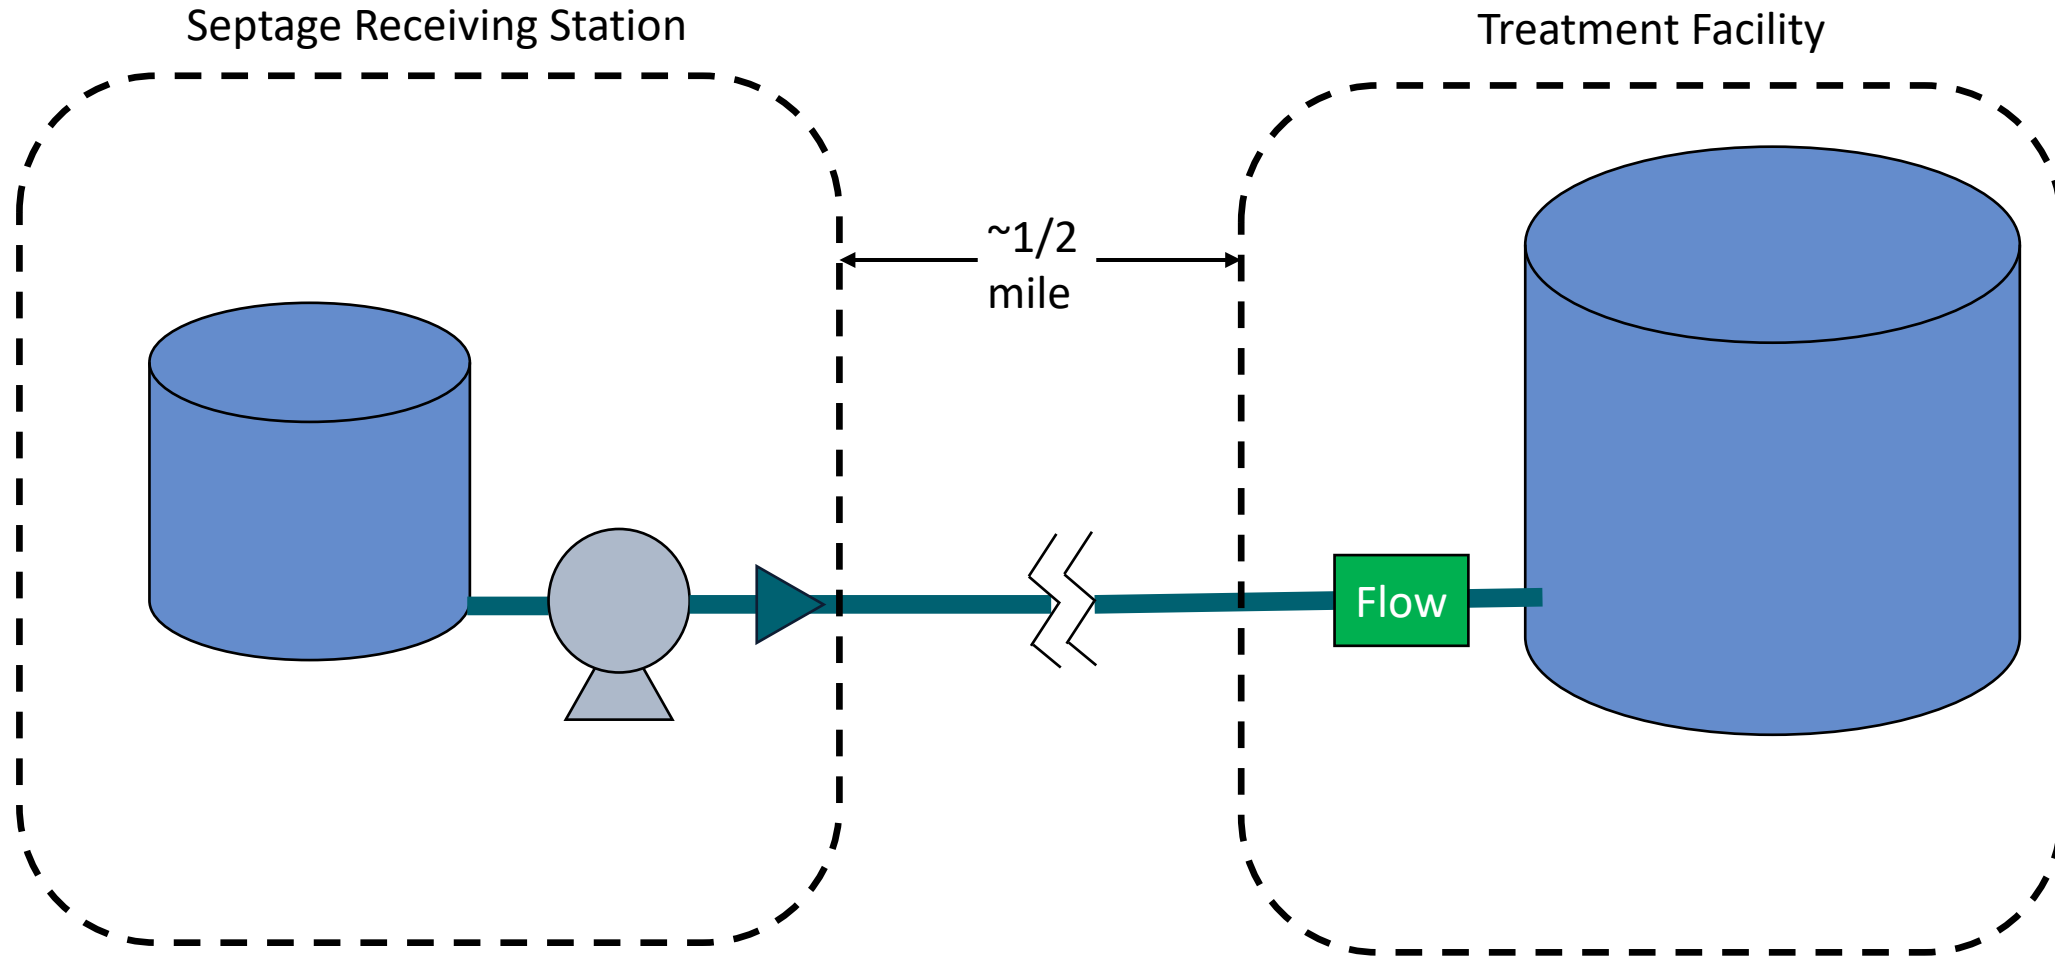 Septage Receiving Station
Treatment Facility
~1/2
mile
Flow